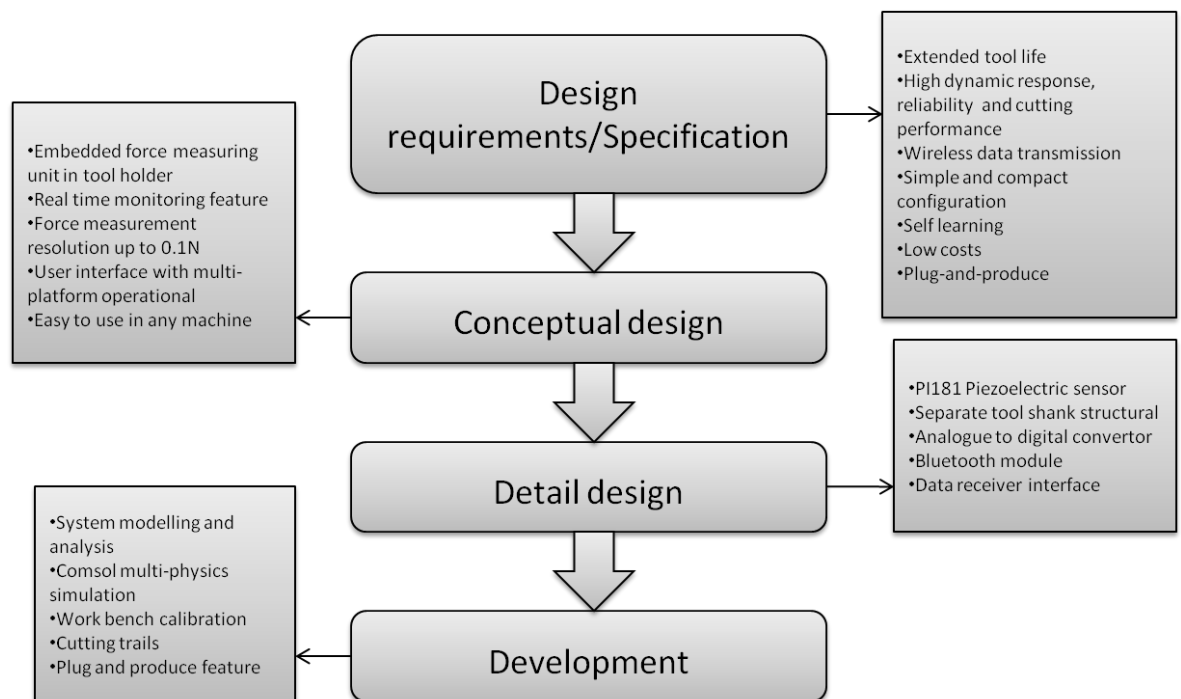 Design
requirements/Specification
•Extended tool life
•High dynamic response,
reliability and cutting
performance
•Wireless data transmission
•Simple and compact
configuration
•Self learning
•Low costs
•Plug-and-produce
Conceptual design
•Embedded force measuring
unit in tool holder
•Real time monitoring feature
•Force measurement
resolution up to 0.1N
•User interface with multi-
platform operational
•Easy to use in any machine
Detail design
•PI181 Piezoelectric sensor
•Separate tool shank structural
•Analogue to digital convertor
•Bluetooth module
•Data receiver interface
Development
•System modelling and
analysis
•Comsol multi-physics
simulation
•Work bench calibration
•Cutting trails
•Plug and produce feature